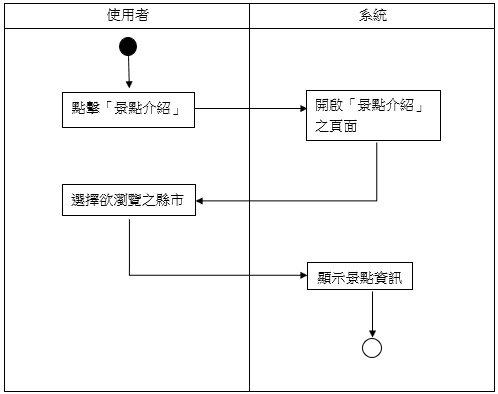 使用者
系統
點擊「景點介紹」
開啟「景點介紹」
之頁面
選擇欲瀏覽之縣市
顯示景點資訊